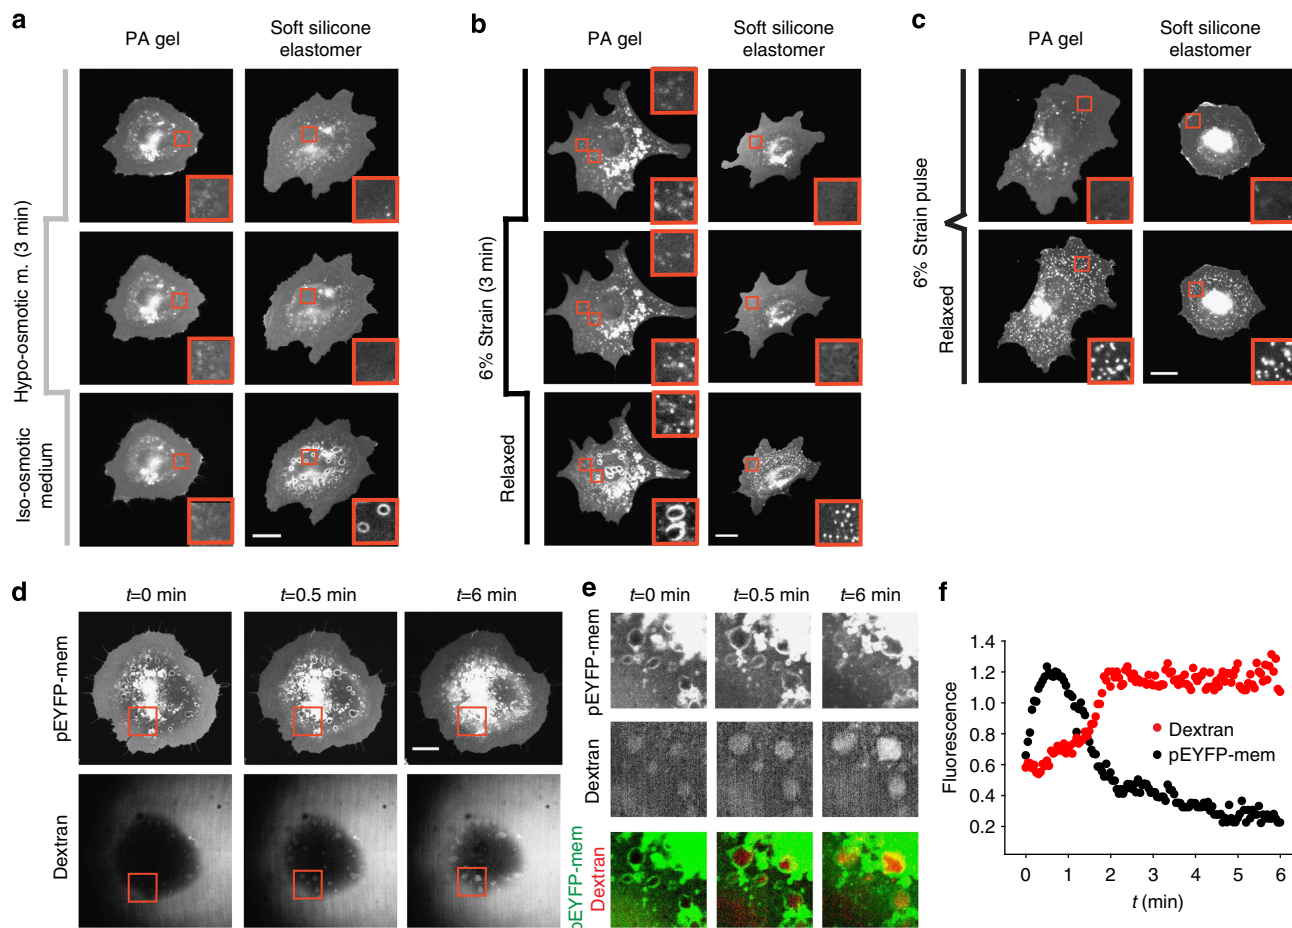 a
PA gel
Soft silicone
elastomer
Hypo-osmotic m. (3 min)
Iso-osmotic
medium
b
PA gel
Soft silicone
elastomer
6% Strain (3 min)
Relaxed
c
PA gel
Soft silicone
elastomer
6% Strain pulse
Relaxed
d
t=0 min
t=0.5 min
t=6 min
pEYFP-mem
Dextran
e
t=0 min
t=0.5 min
t=6 min
pEYFP-mem
Dextran
pEYFP-mem
Dextran
f
Fluorescence
1.4
1.2
1.0
0.8
0.6
0.4
0.2
Dextran
pEYFP-mem
0 1 2 3 4 5 6
t (min)